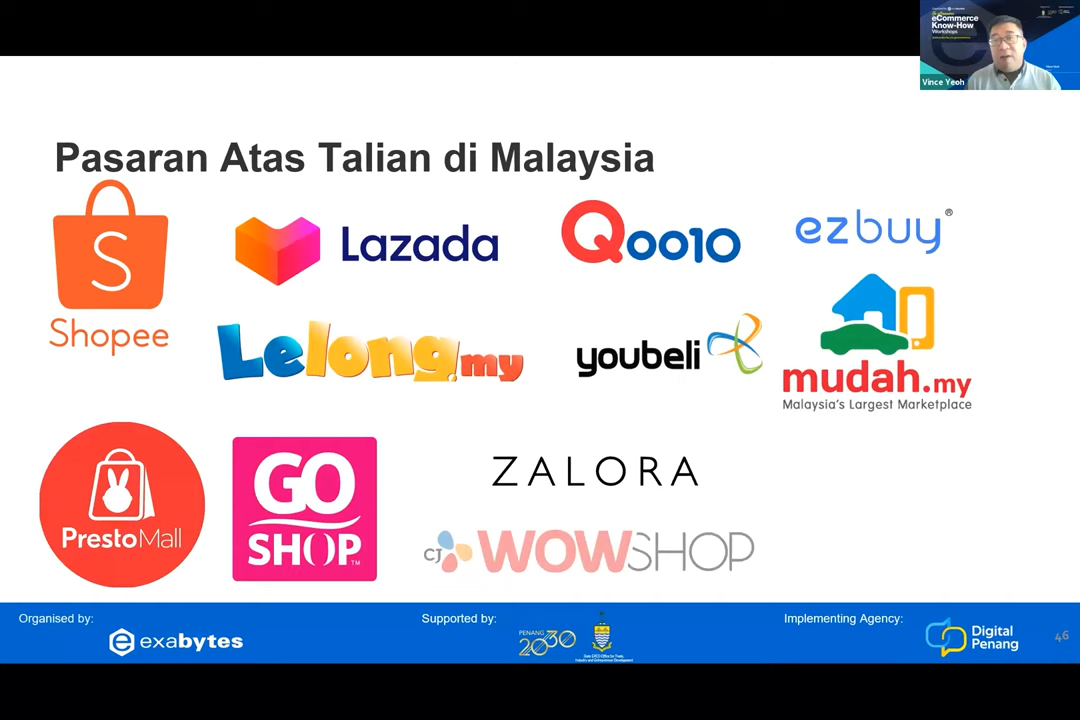 eCommerce
Know-How
Workshops
Vince Yeoh
Pasaran Atas Talian di Malaysia
S
Shopee
Lazada
Qoo10
ezbuy®
Lelong.my
youbeli
mudah.my
Malaysia's Largest Marketplace
PrestoMall
GO
SHOP™
ZALORA
CJ WOWSHOP
Organised by:
exabytes
Supported by:
PENANG
2030
Implementing Agency:
Digital
Penang
46